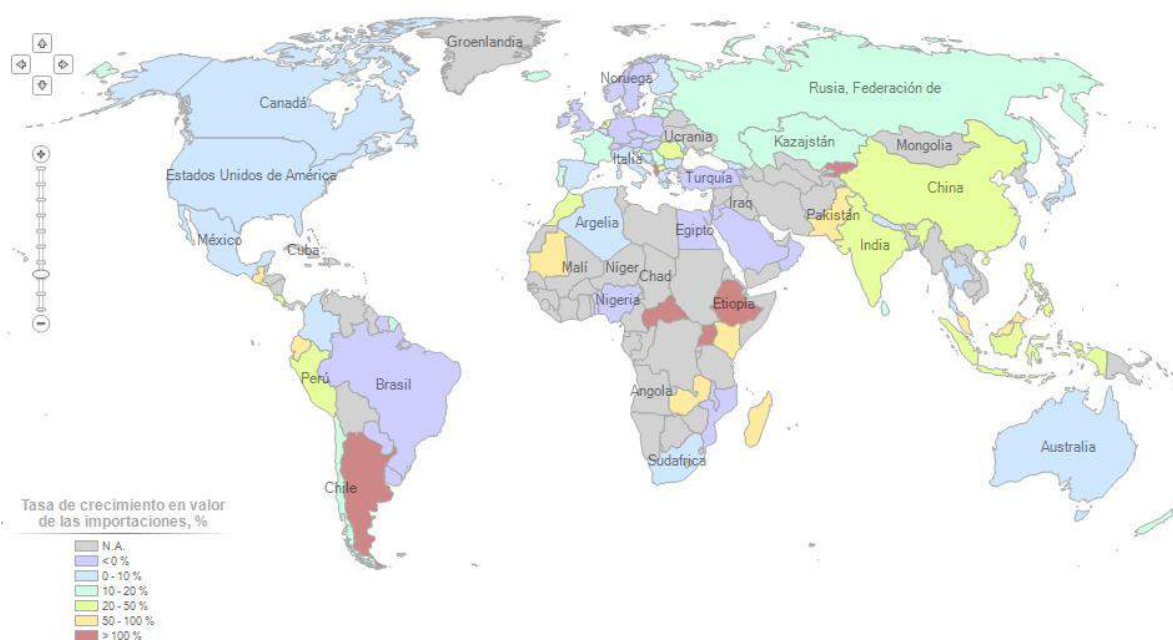 Groenlandia
Noruega
Canadá
Rusia, Federación de
Ucrania
Kazajstán
Mongolia
Italia
Estados Unidos de América
Turquía
China
Iraq
Pakistán
Argelia
Egipto
India
México
Cuba
Malí
Níger
Chad
Nigeria
Etiopía
Perú
Brasil
Angola
Australia
Sudafrica
Chile
Tasa de crecimiento en valor
de las importaciones, %
N.A.
<0 %
0 - 10 %
10 - 20 %
20 - 50 %
50 - 100 %
> 100 %